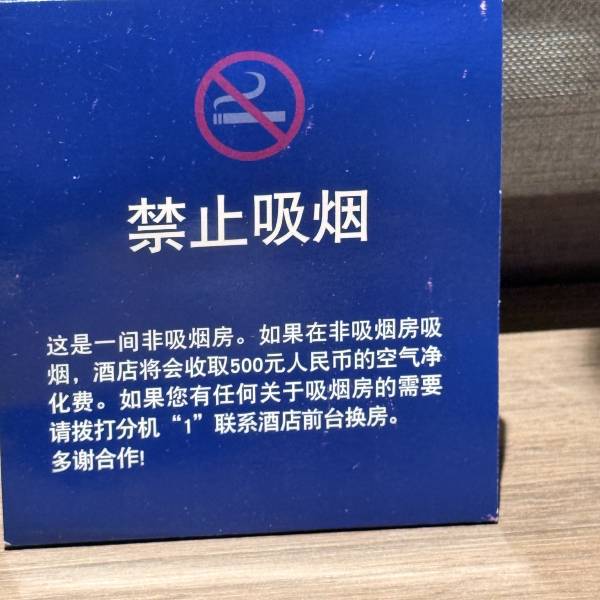 禁止吸烟
这是一间非吸烟房。如果在非吸烟房吸
烟，酒店将会收取500元人民币的空气净
化费。如果您有任何关于吸烟房的需要
请拨打分机“1”联系酒店前台换房。
多谢合作!